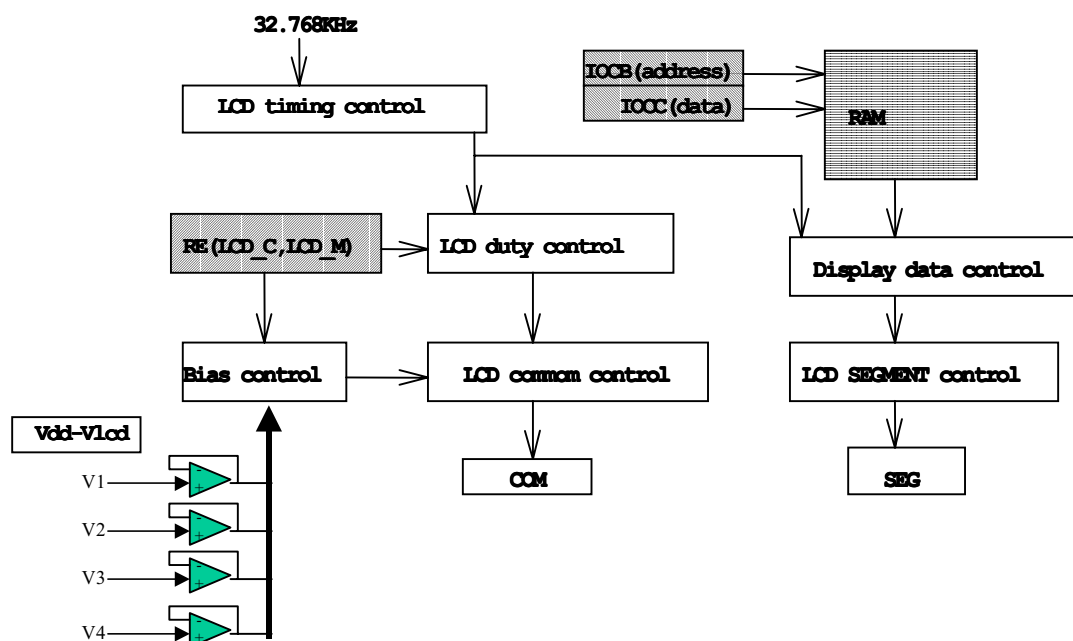 32.768KHz
LCD timing control
IOCB(address)
IOCC(data)
RAM
RE(LCD_C,LCD_M)
LCD duty control
Display data control
Bias control
LCD commom control
LCD SEGMENT control
Vdd-Vlcd
COM
SEG
V1
-
+
V2
-
+
V3
-
+
V4
-
+